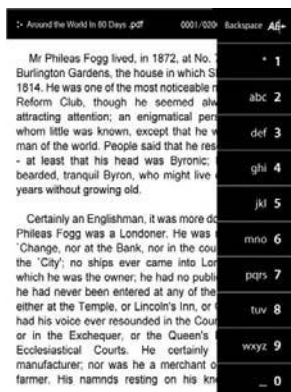 Around the World In 80 Days .pdf
0001/020
Backspace
Mr Phileas Fogg lived, in 1872, at No.
Burlington Gardens, the house in which
1814. He was one of the most noticeable
Reform Club, though he seemed
attracting attention; an enigmatical
whom little was known, except that he
man of the world. People said that he
- at least that his head was Byronic;
bearded, tranquil Byron, who might live
years without growing old.
Certainly an Englishman, it was more
Phileas Fogg was a Londoner. He was
`Change, nor at the Bank, nor in the
the `City'; no ships ever came into
which he was the owner; he had no
he had never been entered at any of the
either at the Temple, or Lincoln's Inn, or
had his voice ever resounded in the
or in the Exchequer, or the Queen's
Ecclesiastical Courts. He certainly
manufacturer; nor was he a merchant
farmer. His namnds resting on his
* 1
abc 2
def 3
ghi 4
jkl 5
mno 6
pqrs 7
tuv 8
wxyz 9
_ 0